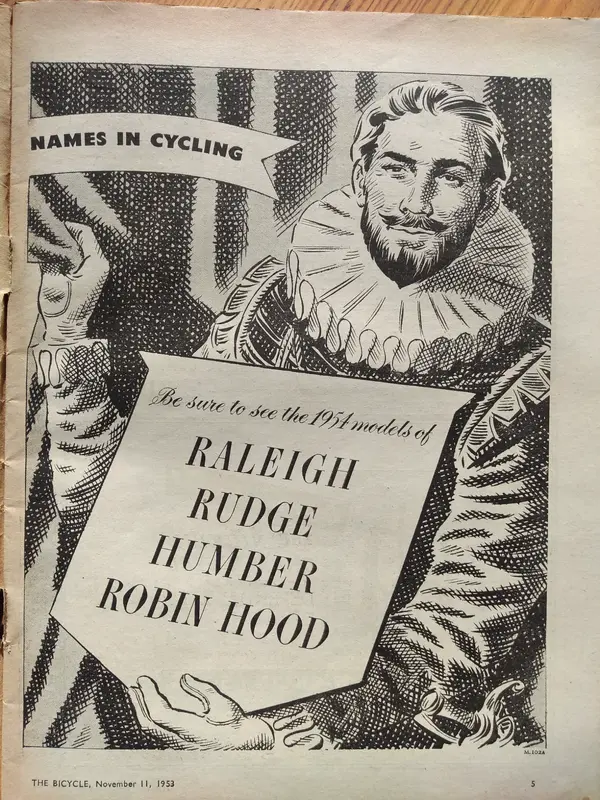 NAMES IN CYCLING
Be sure to see the 1954 models of
RALEIGH
RUDGE
HUMBER
ROBIN HOOD
M.102A
THE BICYCLE, November 11, 1953
5